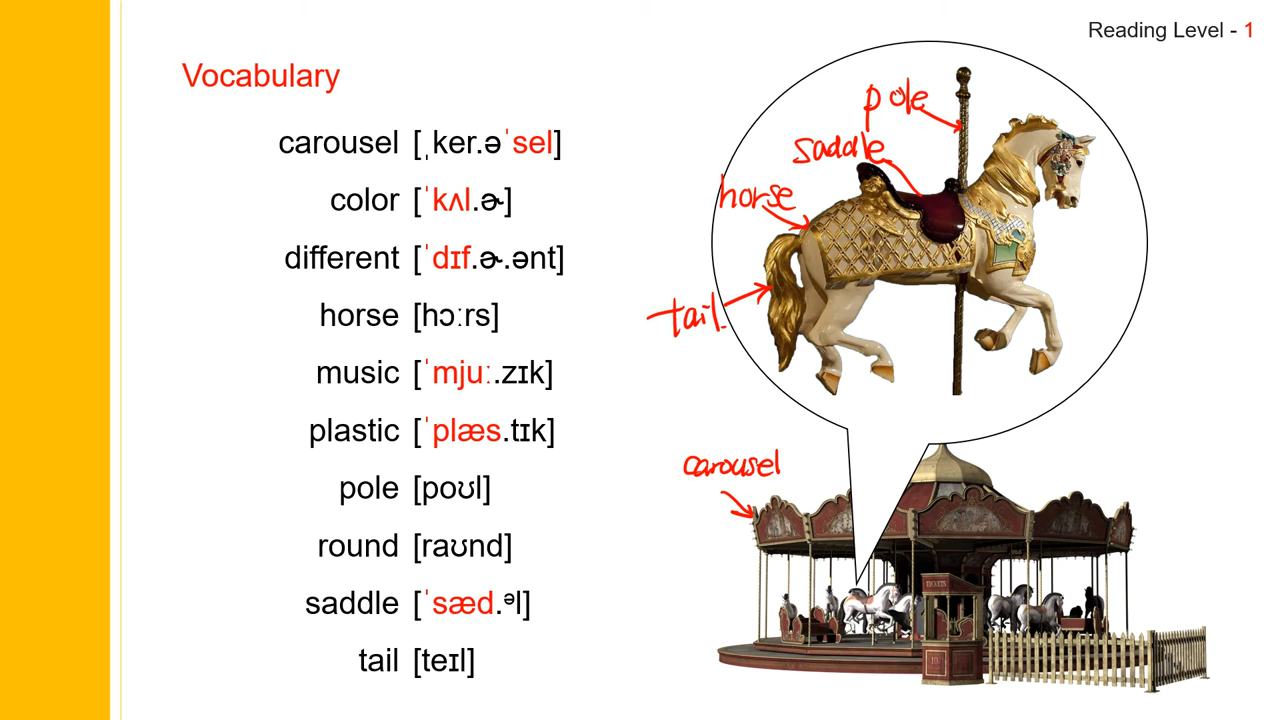 Reading Level - 1
Vocabulary
carousel [ˌker.əˈsel]
color [ˈkʌl.ɚ]
different [ˈdɪf.ɚ.ənt]
horse [hɔːrs]
music [ˈmjuː.zɪk]
plastic [ˈplæs.tɪk]
pole [poʊl]
round [raʊnd]
saddle [ˈsæd.ᵊl]
tail [teɪl]
pole
saddle
horse
tail.
carousel
TICKETS